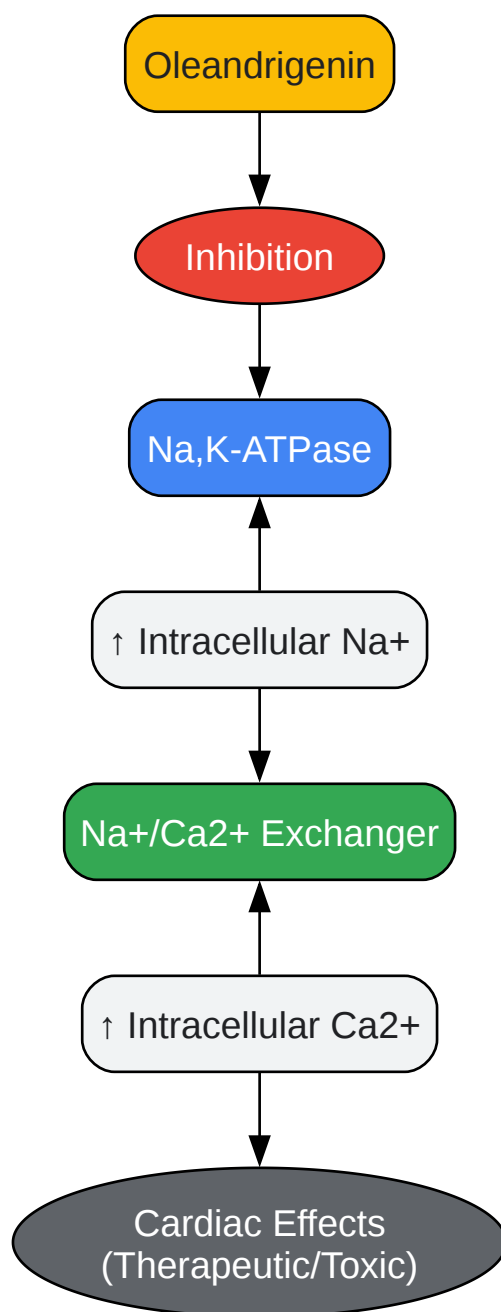 Oleandrigenin
Inhibition
Na,K-ATPase
↑ Intracellular Na+
Na+/Ca2+ Exchanger
↑ Intracellular Ca2+
Cardiac Effects
(Therapeutic/Toxic)